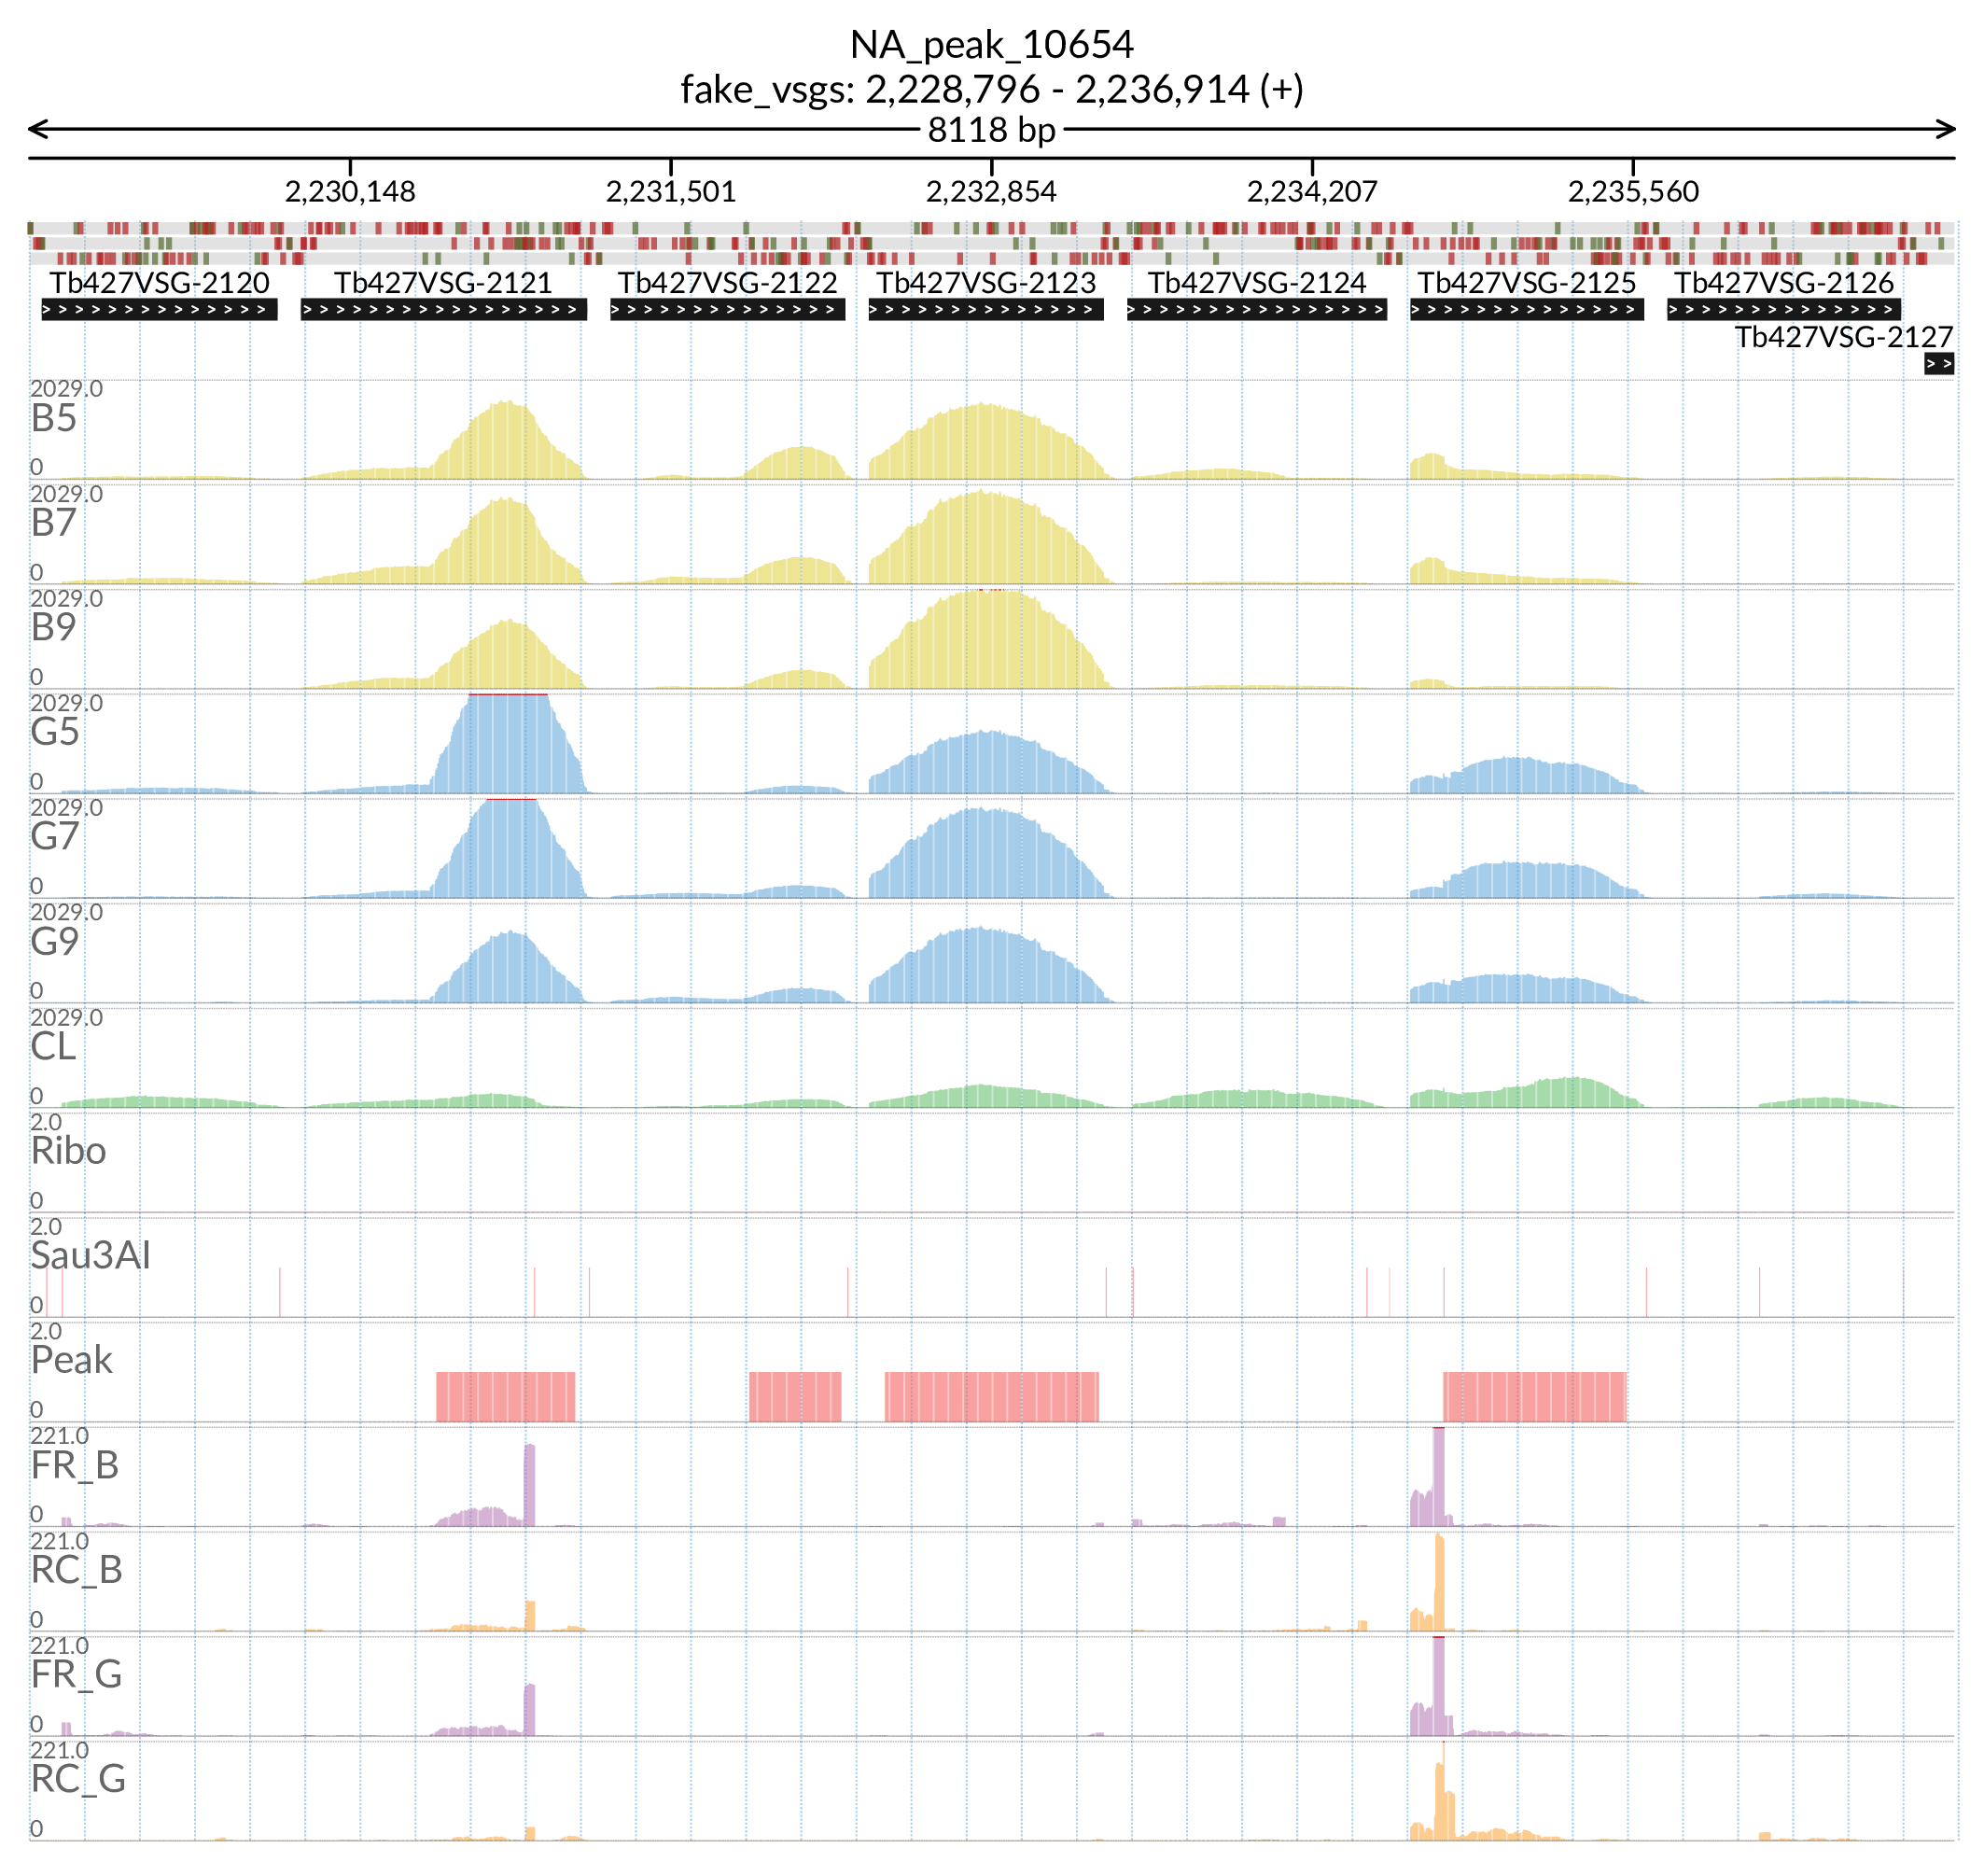 NA_peak_10654
fake_vsgs: 2,228,796 - 2,236,914 (+)
8118 bp
2,230,148 2,231,501 2,232,854 2,234,207 2,235,560
Tb427VSG-2120 Tb427VSG-2121 Tb427VSG-2122 Tb427VSG-2123 Tb427VSG-2124 Tb427VSG-2125 Tb427VSG-2126
Tb427VSG-2127
2029.0
B5
0
2029.0
B7
0
2029.0
B9
0
2029.0
G5
0
2029.0
G7
0
2029.0
G9
0
2029.0
CL
0
2.0
Ribo
0
2.0
Sau3AI
0
2.0
Peak
0
221.0
FR_B
0
221.0
RC_B
0
221.0
FR_G
0
221.0
RC_G
0